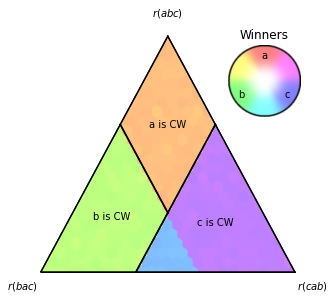 r(abc)
Winners
a
b
c
a is CW
b is CW
c is CW
r(bac)
r(cab)